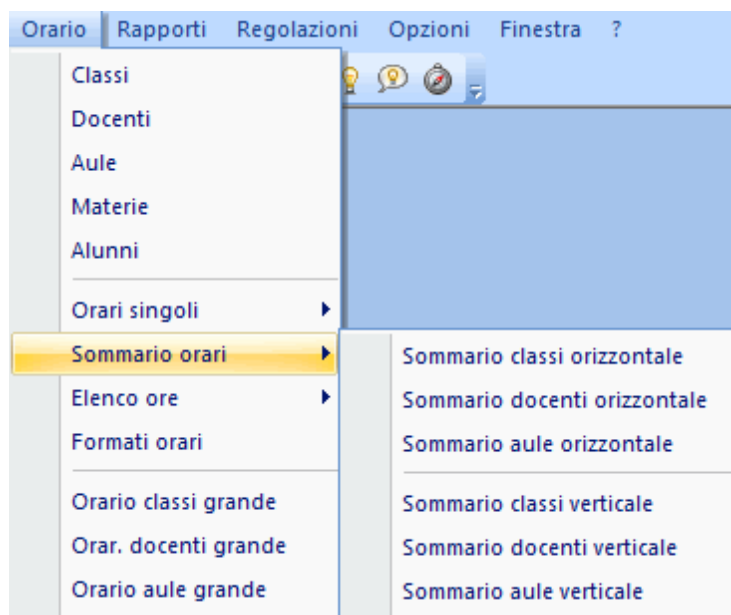 Orario Rapporti Regolazioni Opzioni Finestra ?
Classi
Docenti
Aule
Materie
Alunni
Orari singoli
Sommario orari
Elenco ore
Formati orari
Orario classi grande
Orar. docenti grande
Orario aule grande
Sommario classi orizzontale
Sommario docenti orizzontale
Sommario aule orizzontale
Sommario classi verticale
Sommario docenti verticale
Sommario aule verticale